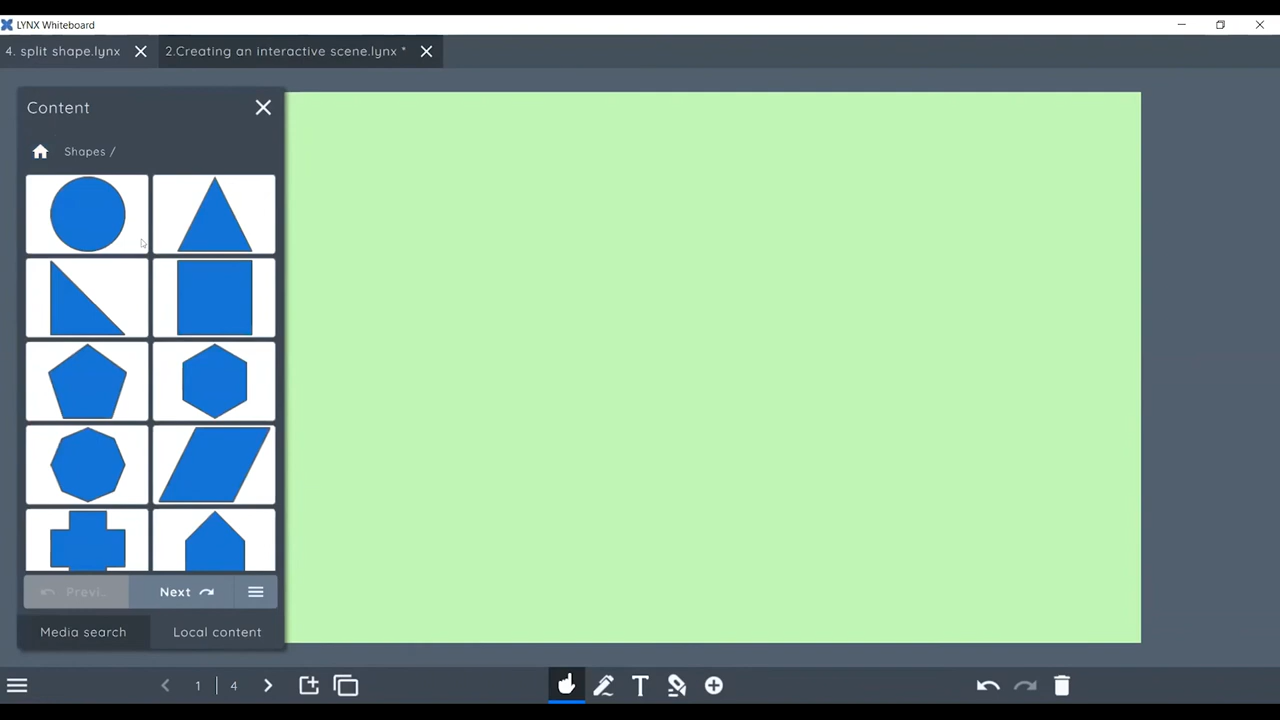 LYNX Whiteboard
4. split shape.lynx
2.Creating an interactive scene.lynx *
Content
Shapes /
Previ..
Next
Media search
Local content
1 | 4
T